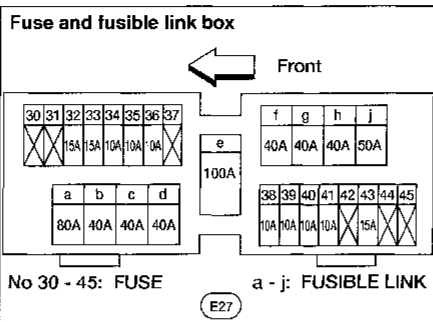 Fuse and fusible link box
Front
30 31 32 33 34 35 36 37
15A 15A 10A 10A 10A
a b c d
80A 40A 40A 40A
e
100A
f g h j
40A 40A 40A 50A
38 39 40 41 42 43 44 45
10A 10A 10A 10A 15A
No 30 - 45: FUSE
a - j: FUSIBLE LINK
E27